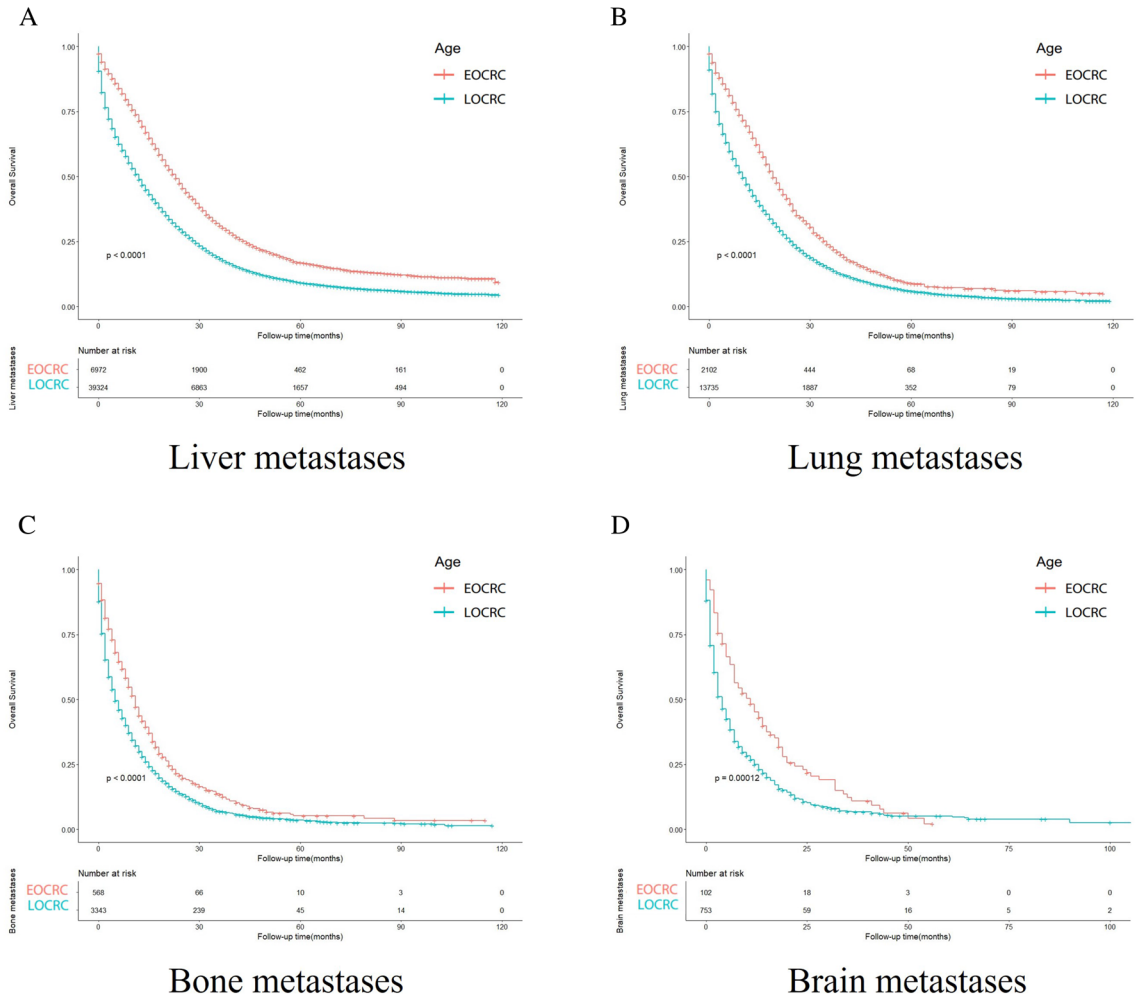 A
Age
EOCRC
LOCRC
1.00
0.75
0.50
0.25
0.00
Overall Survival
p < 0.0001
0 30 60 90 120
Follow-up time(months)
Number at risk
Liver metastases
EOCRC 6972 1900 462 161 0
LOCRC 39324 6863 1657 494 0
0 30 60 90 120
Follow-up time(months)
Liver metastases
B
Age
EOCRC
LOCRC
1.00
0.75
0.50
0.25
0.00
Overall Survival
p < 0.0001
0 30 60 90 120
Follow-up time(months)
Number at risk
Lung metastases
EOCRC 2102 444 68 19 0
LOCRC 13735 1887 352 79 0
0 30 60 90 120
Follow-up time(months)
Lung metastases
C
Age
EOCRC
LOCRC
1.00
0.75
0.50
0.25
0.00
Overall Survival
p < 0.0001
0 30 60 90 120
Follow-up time(months)
Number at risk
Bone metastases
EOCRC 568 66 10 3 0
LOCRC 3343 239 45 14 0
0 30 60 90 120
Follow-up time(months)
Bone metastases
D
Age
EOCRC
LOCRC
1.00
0.75
0.50
0.25
0.00
Overall Survival
p = 0.00012
0 25 50 75 100
Follow-up time(months)
Number at risk
Brain metastases
EOCRC 102 18 3 0 0
LOCRC 753 59 16 5 2
0 25 50 75 100
Follow-up time(months)
Brain metastases